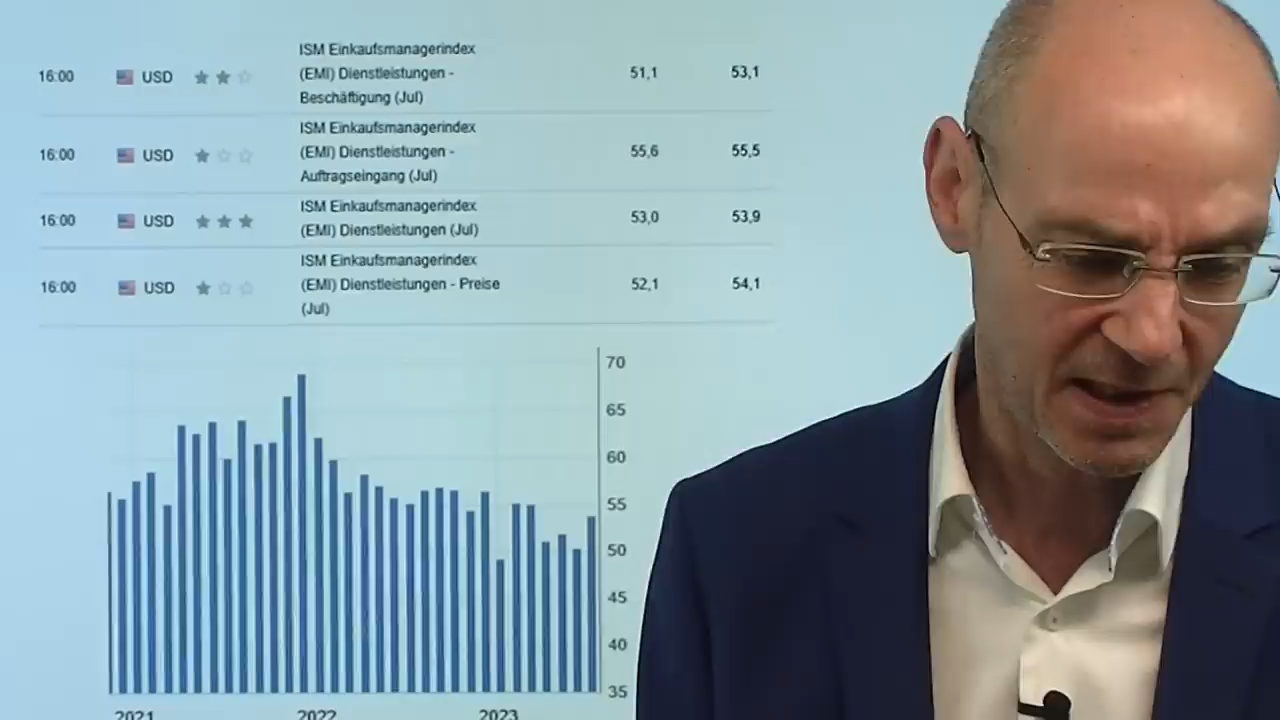 ISM Einkaufsmanagerindex
16:00 USD (EMI) Dienstleistungen - 51,1 53,1
Beschäftigung (Jul)
ISM Einkaufsmanagerindex
16:00 USD (EMI) Dienstleistungen - 55,6 55,5
Auftragseingang (Jul)
ISM Einkaufsmanagerindex
16:00 USD (EMI) Dienstleistungen (Jul) 53,0 53,9
ISM Einkaufsmanagerindex
16:00 USD (EMI) Dienstleistungen - Preise 52,1 54,1
(Jul)
70
65
60
55
50
45
40
35
2021 2022 2023